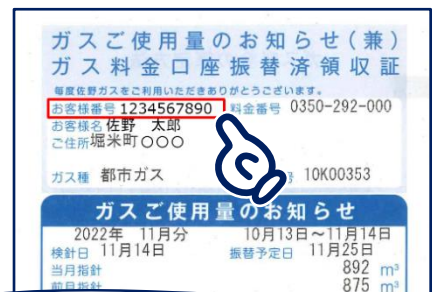 ガスご使用量のお知らせ(兼)
ガス料金口座振替済領収証
毎度佐野ガスをご利用いただきありがとうございます。
お客様番号 1234567890 料金番号 0350-292-000
お客様名 佐野 太郎
ご住所 堀米町○○○
ガス種 都市ガス 10K00353
ガスご使用量のお知らせ
2022年 11月分 10月13日~11月14日
検針日 11月14日 振替予定日 11月25日
当月指針 892 m³
前月指針 875 m³